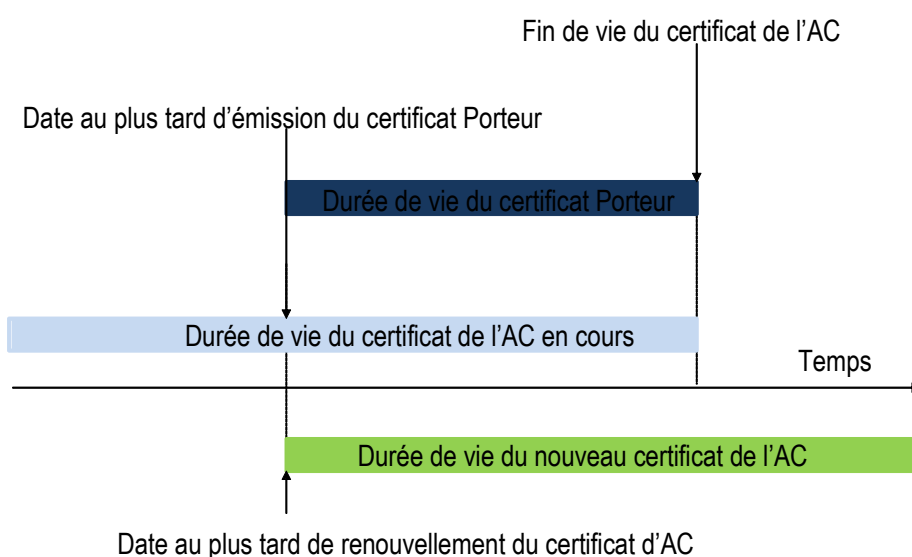 Fin de vie du certificat de l'AC
Date au plus tard d'émission du certificat Porteur
Durée de vie du certificat Porteur
Durée de vie du certificat de l'AC en cours
Temps
Durée de vie du nouveau certificat de l'AC
Date au plus tard de renouvellement du certificat d'AC